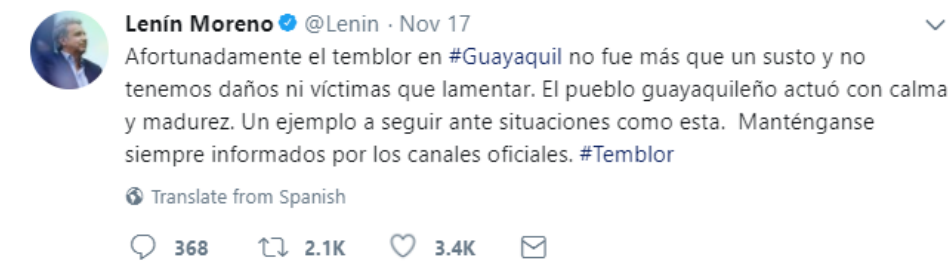 Lenín Moreno @Lenin · Nov 17
Afortunadamente el temblor en #Guayaquil no fue más que un susto y no
tenemos daños ni víctimas que lamentar. El pueblo guayaquileño actuó con calma
y madurez. Un ejemplo a seguir ante situaciones como esta.  Manténganse
siempre informados por los canales oficiales. #Temblor
Translate from Spanish
368 2.1K 3.4K